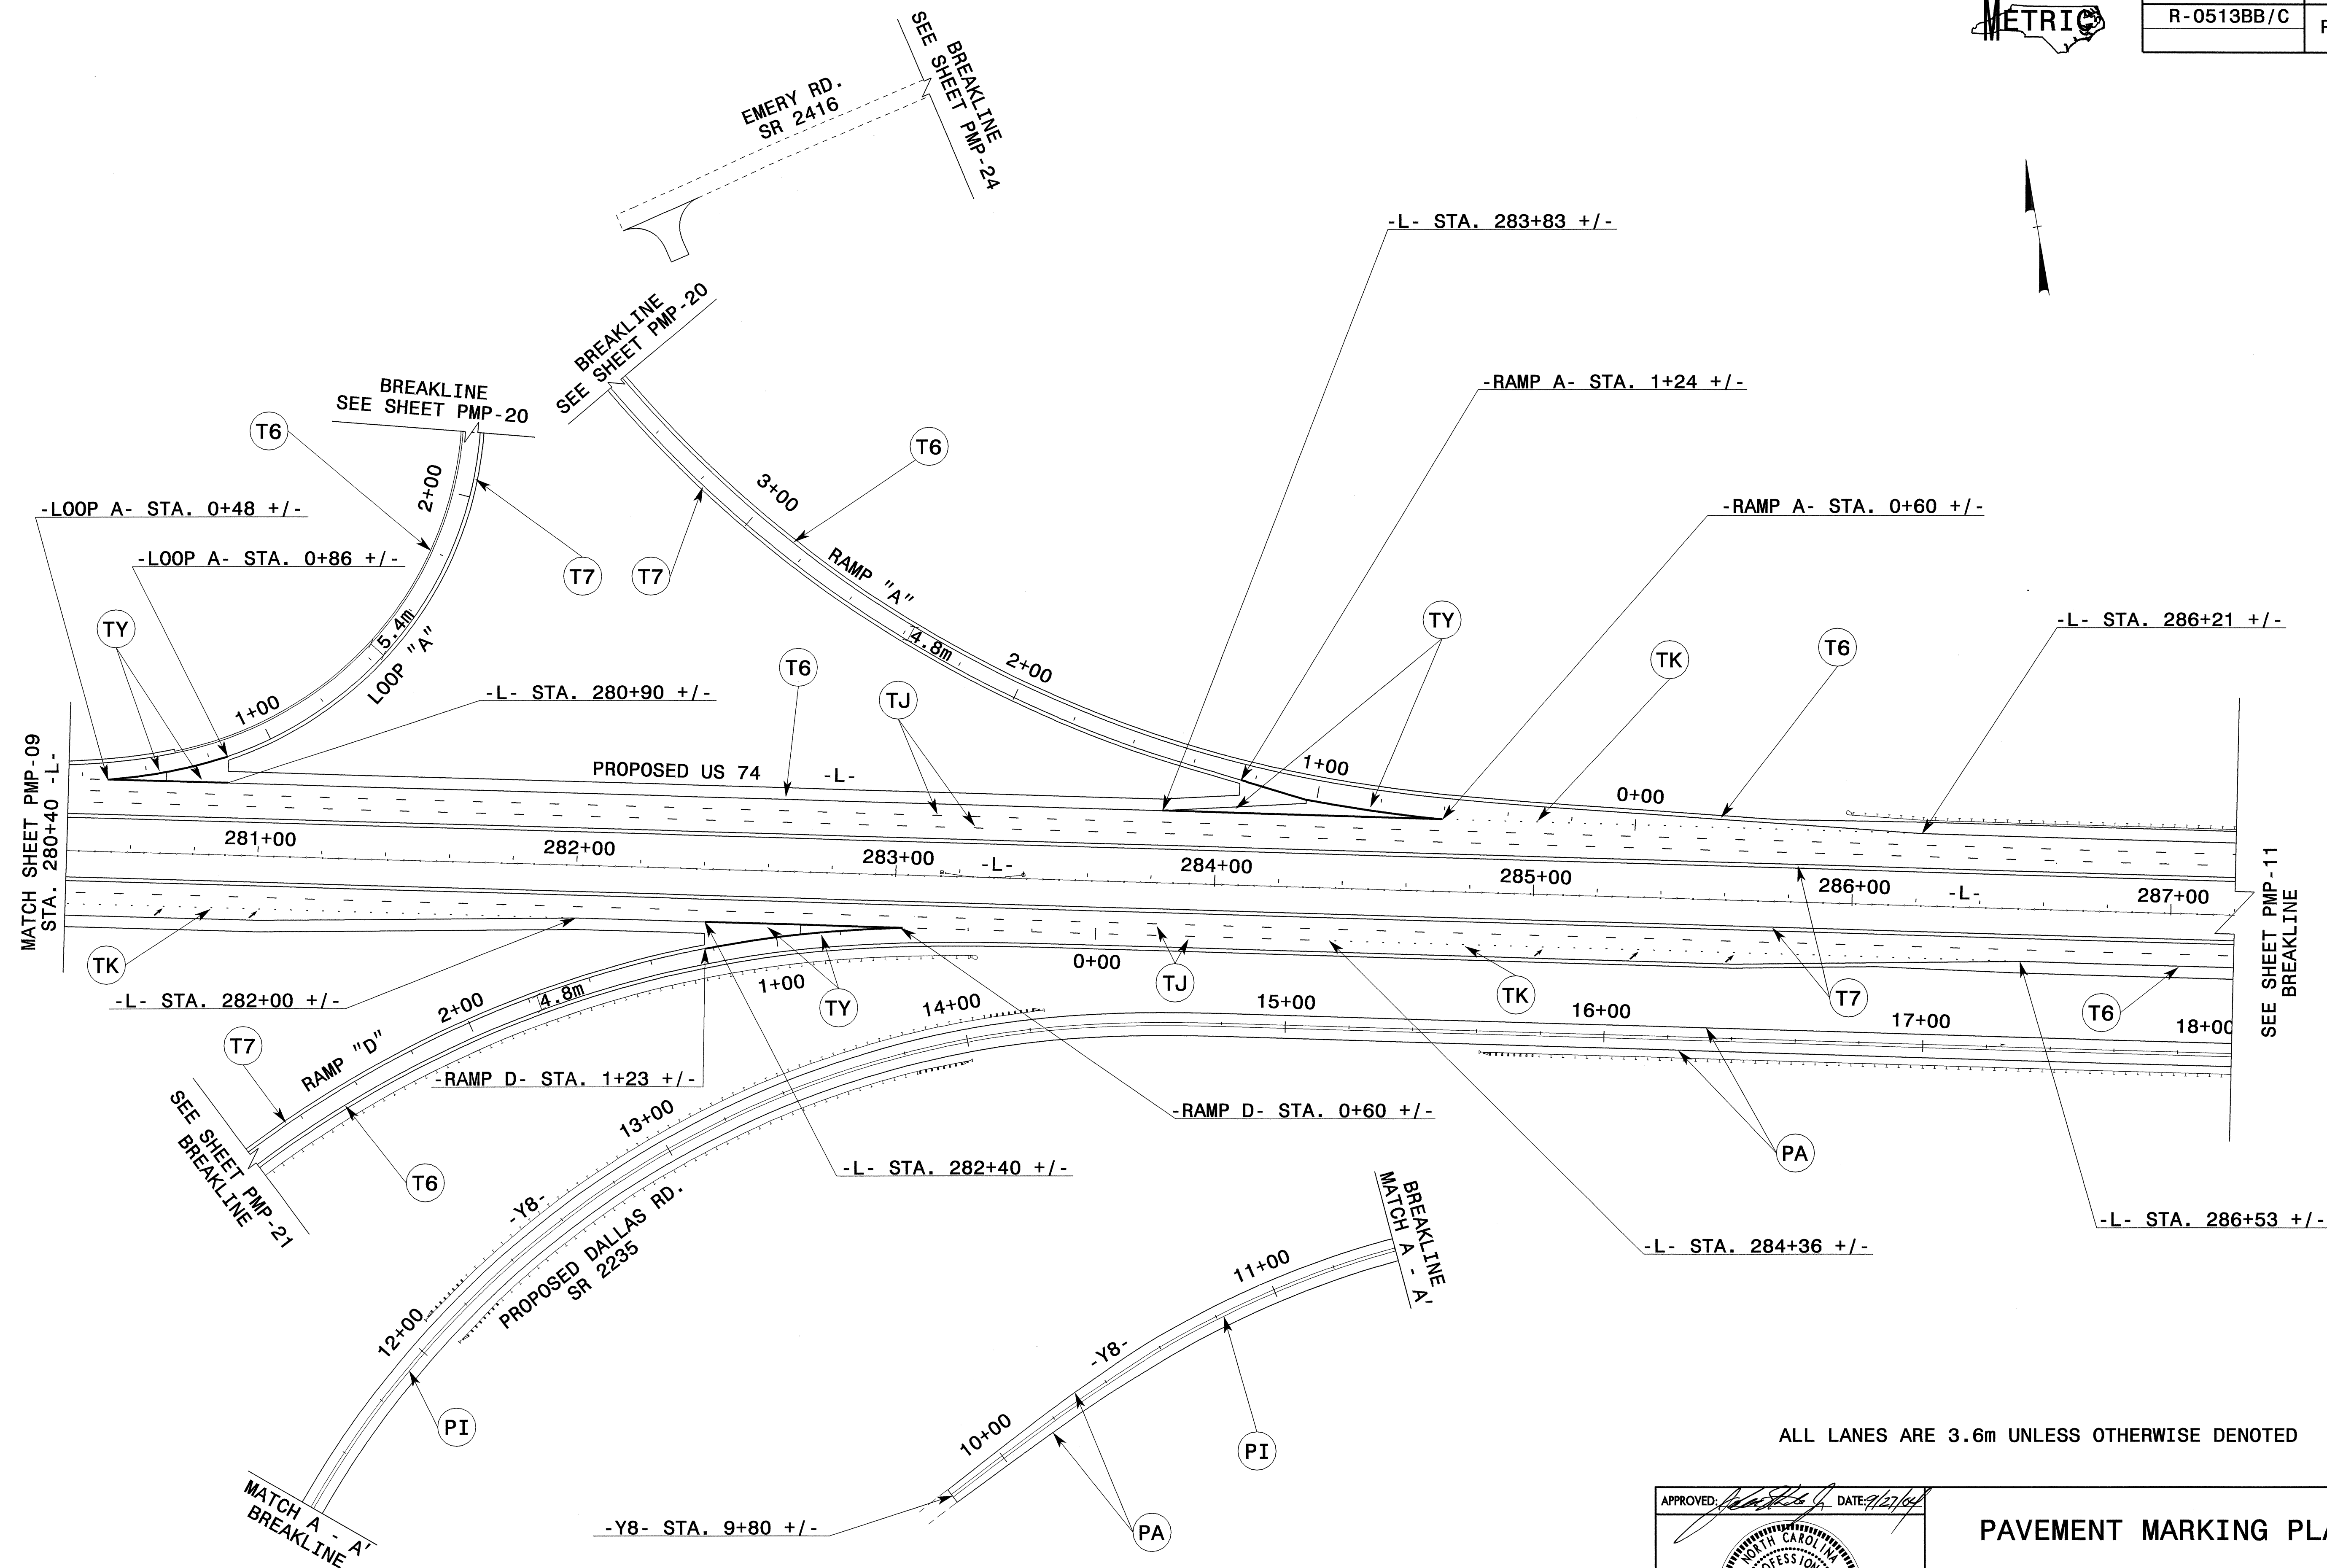 METRIC
R-0513BB/C
BREAKLINE
SEE SHEET PMP-24
EMERY RD.
SR 2416
-L- STA. 283+83 +/-
BREAKLINE
SEE SHEET PMP-20
BREAKLINE
SEE SHEET PMP-20
-RAMP A- STA. 1+24 +/-
T6
T6
2+00
3+00
-LOOP A- STA. 0+48 +/-
-RAMP A- STA. 0+60 +/-
-LOOP A- STA. 0+86 +/-
T7
T7
RAMP "A"
TY
5.4m
LOOP "A"
4.8m
TY
-L- STA. 286+21 +/-
T6
2+00
TK
T6
1+00
-L- STA. 280+90 +/-
TJ
MATCH SHEET PMP-09
STA. 280+40 -L-
PROPOSED US 74 -L-
1+00
0+00
281+00
282+00
283+00
-L-
284+00
285+00
286+00
-L-
287+00
SEE SHEET PMP-11
BREAKLINE
TK
-L- STA. 282+00 +/-
2+00
4.8m
1+00
TY
14+00
0+00
TJ
15+00
TK
16+00
T7
17+00
T6
18+00
T7
RAMP "D"
-RAMP D- STA. 1+23 +/-
13+00
-RAMP D- STA. 0+60 +/-
SEE SHEET PMP-21
BREAKLINE
T6
-L- STA. 282+40 +/-
PA
-Y8-
PROPOSED DALLAS RD.
SR 2235
BREAKLINE
MATCH A - A'
-L- STA. 286+53 +/-
-L- STA. 284+36 +/-
11+00
12+00
-Y8-
PI
10+00
PI
ALL LANES ARE 3.6m UNLESS OTHERWISE DENOTED
MATCH A - A'
BREAKLINE
-Y8- STA. 9+80 +/-
PA
APPROVED: DATE: 9/27/04
PAVEMENT MARKING
NORTH CAROLINA